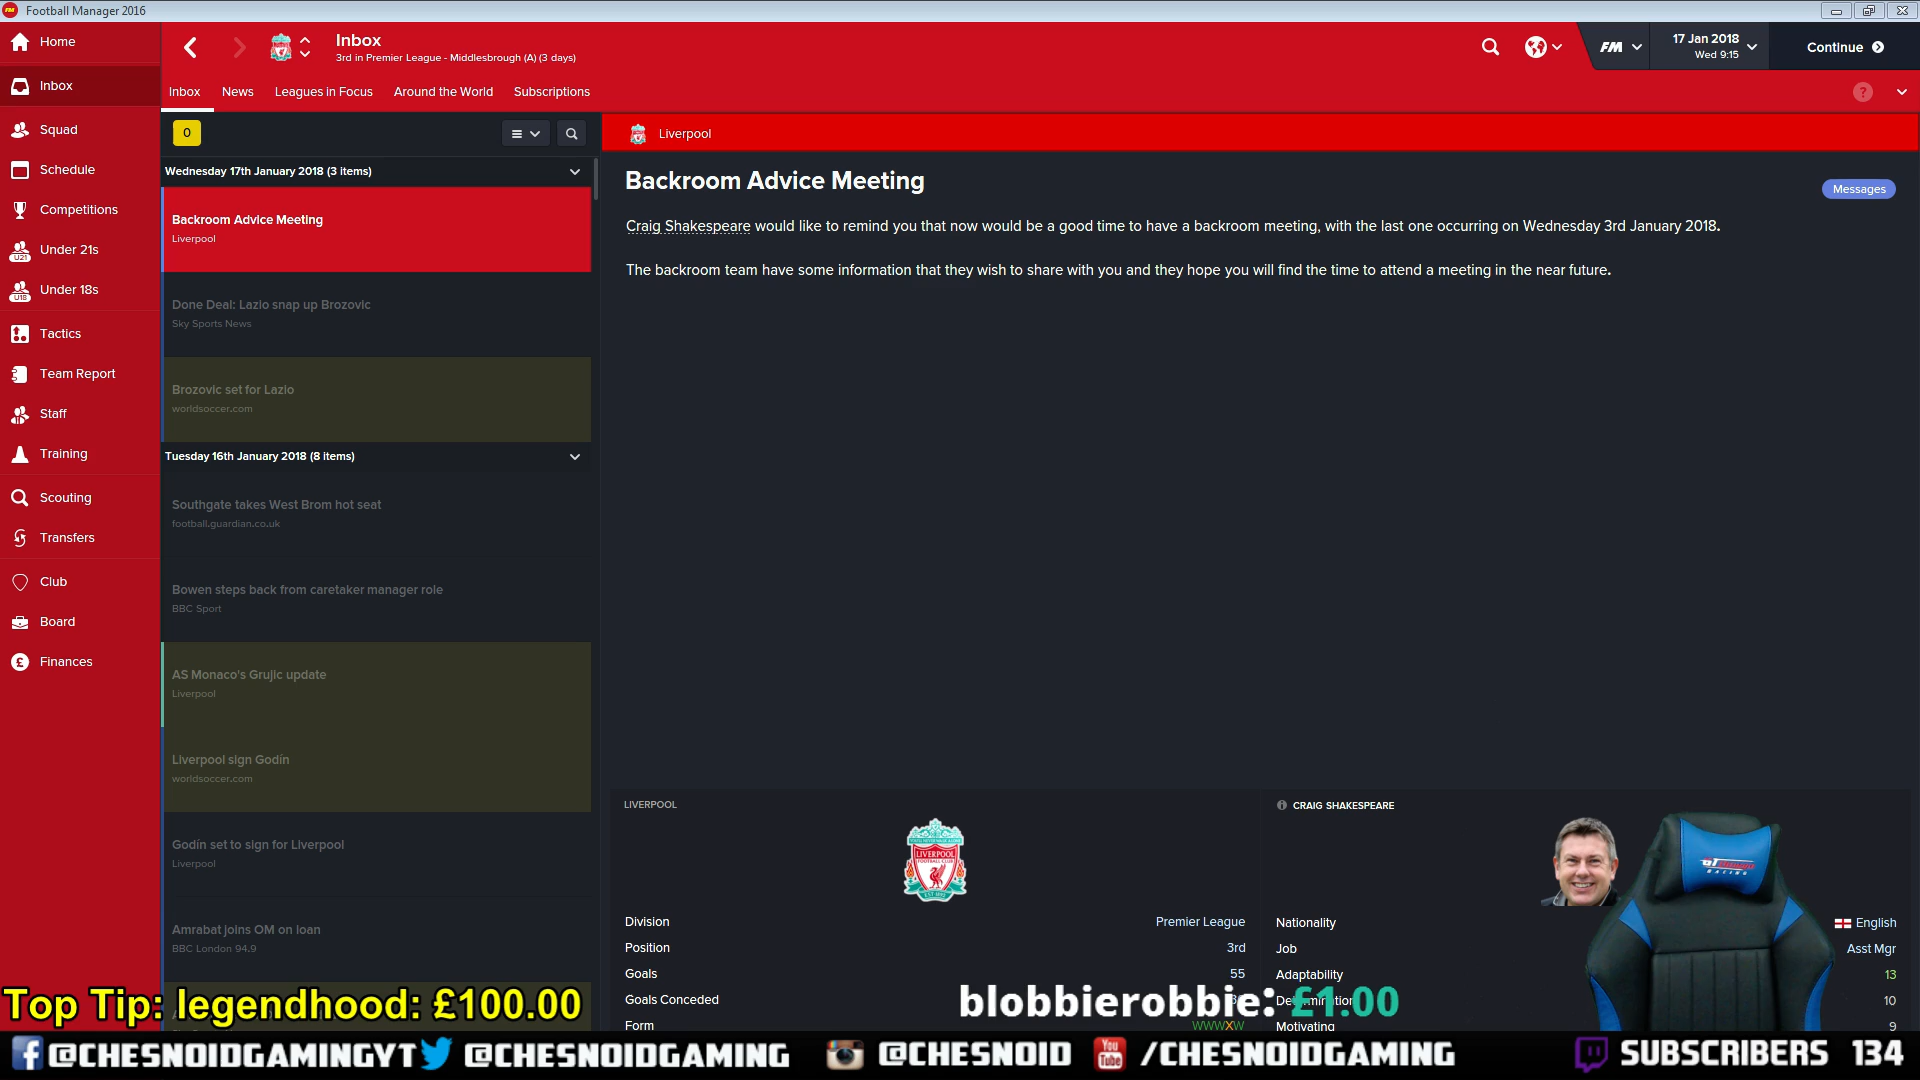 Football Manager 2016
Home
Inbox
Squad
Schedule
Competitions
Under 21s
Under 18s
Tactics
Team Report
Staff
Training
Scouting
Transfers
Club
Board
Finances
Inbox
3rd in Premier League - Middlesbrough (A) (3 days)
FM
17 Jan 2018
Wed 9:15
Continue
Inbox News Leagues in Focus Around the World Subscriptions
?
0
Wednesday 17th January 2018 (3 items)
Backroom Advice Meeting
Liverpool
Done Deal: Lazio snap up Brozovic
Sky Sports News
Brozovic set for Lazio
worldsoccer.com
Tuesday 16th January 2018 (8 items)
Southgate takes West Brom hot seat
football.guardian.co.uk
Bowen steps back from caretaker manager role
BBC Sport
AS Monaco's Grujic update
Liverpool
Liverpool sign Godín
worldsoccer.com
Godín set to sign for Liverpool
Liverpool
Amrabat joins OM on loan
BBC London 94.9
Liverpool
Backroom Advice Meeting
Messages
Craig Shakespeare would like to remind you that now would be a good time to have a backroom meeting, with the last one occurring on Wednesday 3rd January 2018.
The backroom team have some information that they wish to share with you and they hope you will find the time to attend a meeting in the near future.
LIVERPOOL
Division Premier League
Position 3rd
Goals 55
Goals Conceded
Form WWWXW
CRAIG SHAKESPEARE
Nationality English
Job Asst Mgr
Adaptability 13
Determination 10
Motivating 9
Top Tip: legendhood: £100.00
blobbierobbie: £1.00
@CHESNOIDGAMINGYT @CHESNOIDGAMING @CHESNOID /CHESNOIDGAMING SUBSCRIBERS 134